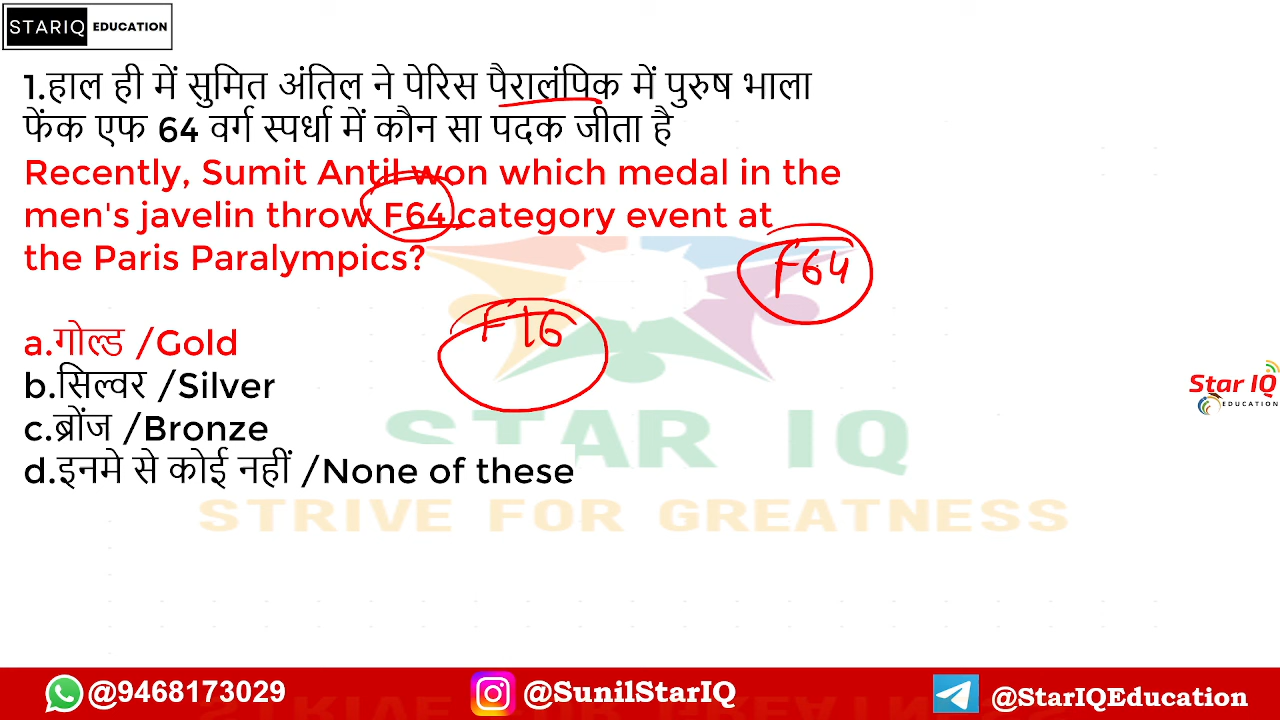 STARIQ EDUCATION
1.हाल ही में सुमित अंतिल ने पेरिस पैरालंपिक में पुरुष भाला
फेंक एफ 64 वर्ग स्पर्धा में कौन सा पदक जीता है
Recently, Sumit Antil won which medal in the
men's javelin throw F64 category event at
the Paris Paralympics?
F64
F16
a.गोल्ड /Gold
b.सिल्वर /Silver
c.ब्रोंज /Bronze
d.इनमे से कोई नहीं /None of these
STAR IQ
STRIVE FOR GREATNESS
Star IQ
EDUCATION
@9468173029 @SunilStarIQ @StarIQEducation